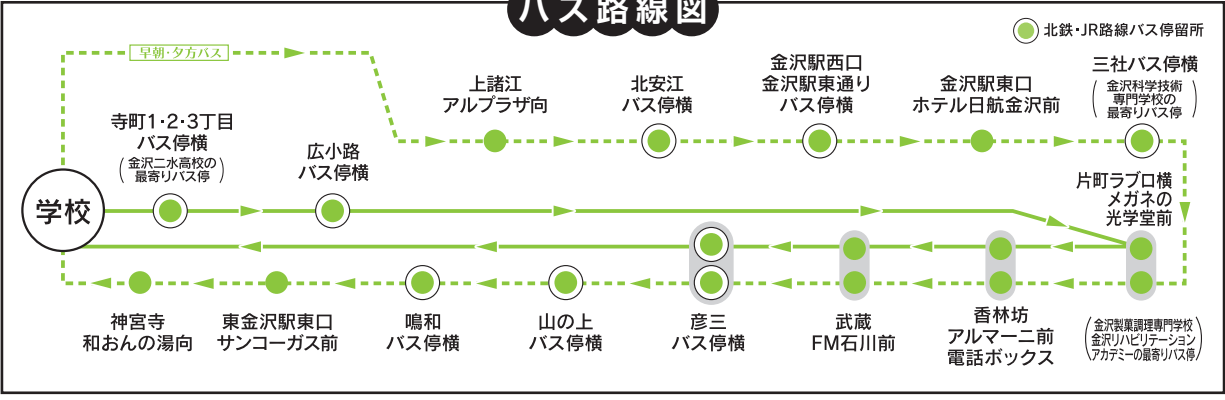 バス路線図
北鉄・JR路線バス停留所
早朝・夕方バス
上諸江
アルプラザ向
北安江
バス停横
金沢駅西口
金沢駅東通り
バス停横
金沢駅東口
ホテル日航金沢前
三社バス停横
(金沢科学技術
専門学校の
最寄りバス停)
寺町1・2・3丁目
バス停横
(金沢二水高校の
最寄りバス停)
広小路
バス停横
片町ラブロ横
メガネの
光学堂前
学校
神宮寺
和おんの湯向
東金沢駅東口
サンコーガス前
鳴和
バス停横
山の上
バス停横
彦三
バス停横
武蔵
FM石川前
香林坊
アルマーニ前
電話ボックス
(金沢製菓調理専門学校
金沢リハビリテーション
アカデミーの最寄りバス停)